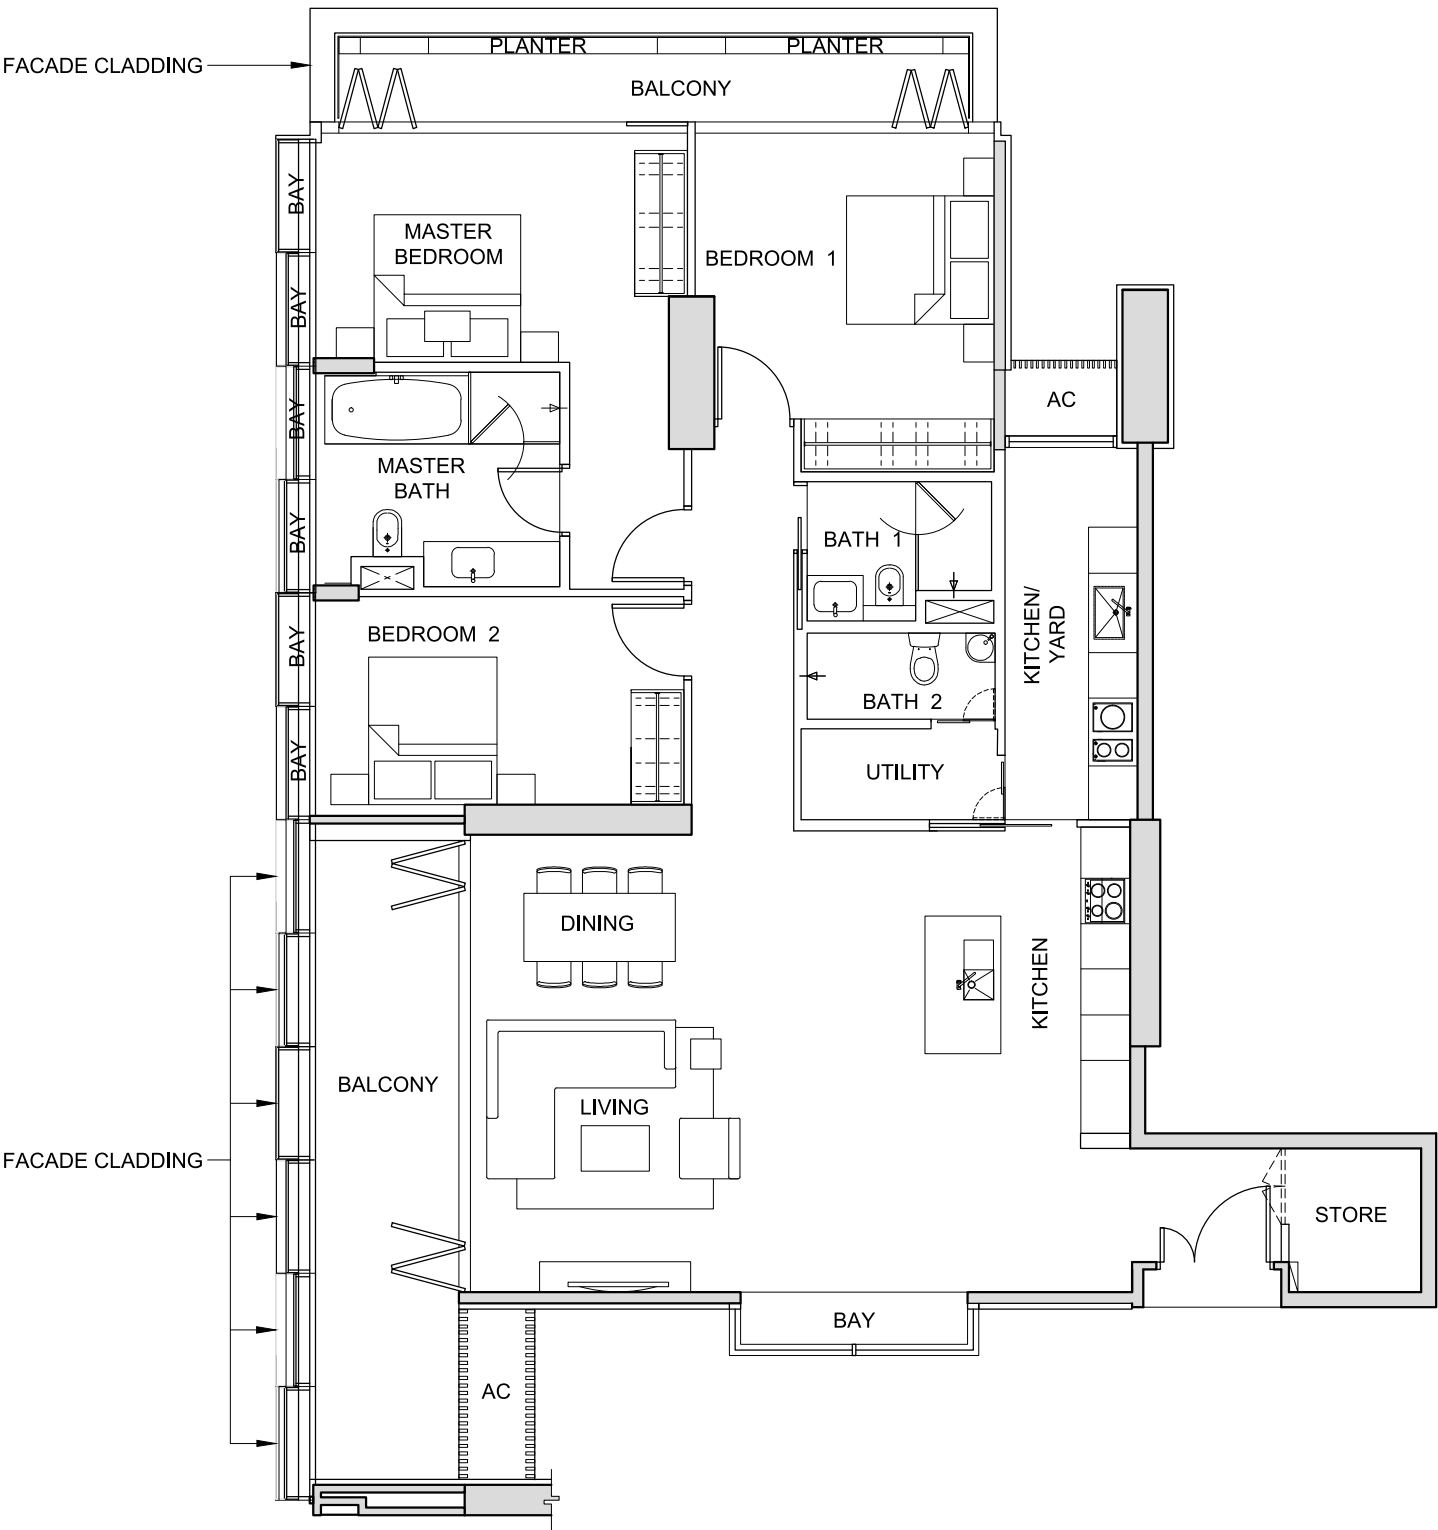 PLANTER
PLANTER
FACADE CLADDING
BALCONY
BAY
MASTER
BEDROOM
BEDROOM 1
BAY
AC
BAY
MASTER
BATH
BAY
BATH 1
KITCHEN/
YARD
BAY
BEDROOM 2
BATH 2
BAY
UTILITY
DINING
KITCHEN
BALCONY
LIVING
FACADE CLADDING
STORE
BAY
AC